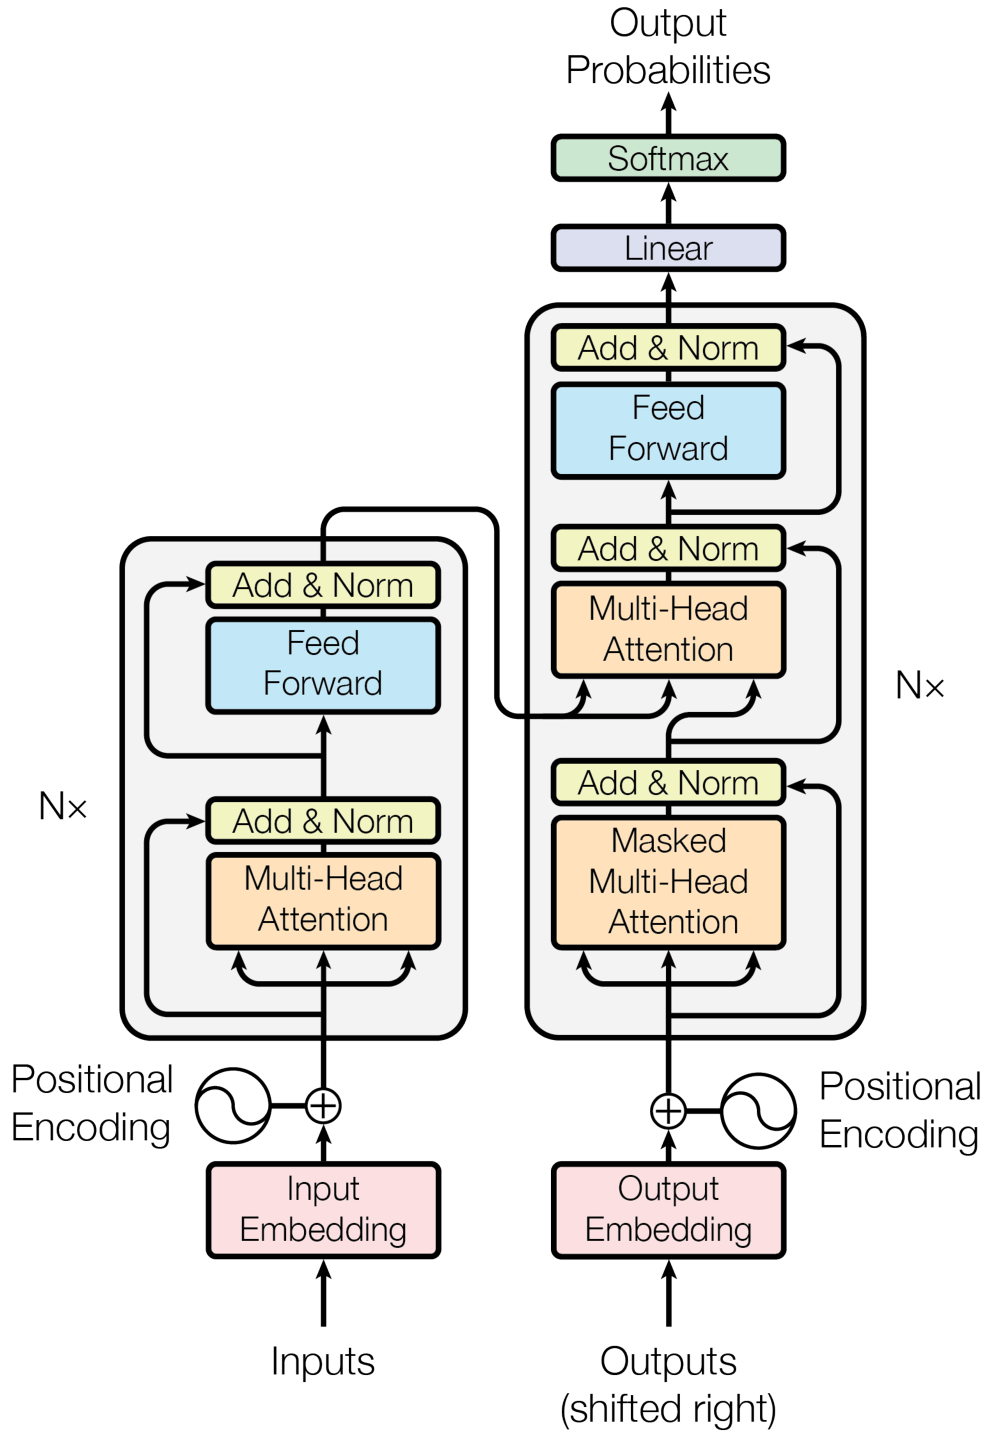 Output
Probabilities
Softmax
Linear
Add & Norm
Feed
Forward
Add & Norm
Multi-Head
Attention
N×
Add & Norm
Masked
Multi-Head
Attention
Add & Norm
Feed
Forward
N×
Add & Norm
Multi-Head
Attention
Positional
Encoding
Positional
Encoding
Input
Embedding
Output
Embedding
Inputs
Outputs
(shifted right)